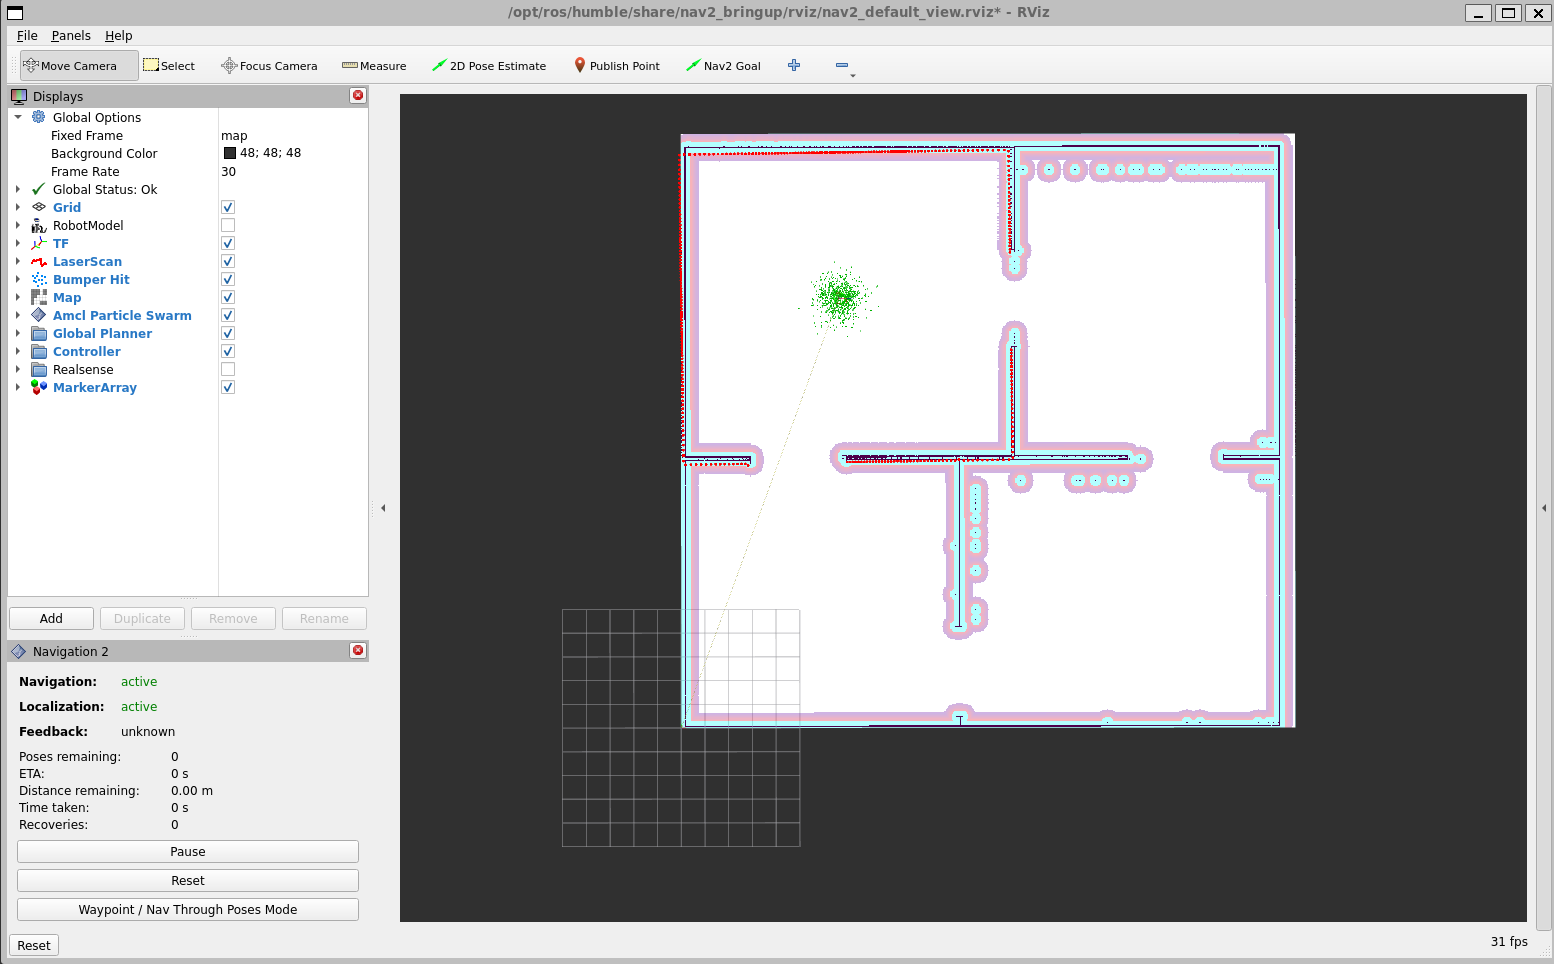 /opt/ros/humble/share/nav2_bringup/rviz/nav2_default_view.rviz* - RViz
File Panels Help
Move Camera Select Focus Camera Measure 2D Pose Estimate Publish Point Nav2 Goal
Displays
Global Options
Fixed Frame map
Background Color 48; 48; 48
Frame Rate 30
Global Status: Ok
Grid
RobotModel
TF
LaserScan
Bumper Hit
Map
Amcl Particle Swarm
Global Planner
Controller
Realsense
MarkerArray
Add Duplicate Remove Rename
Navigation 2
Navigation: active
Localization: active
Feedback: unknown
Poses remaining: 0
ETA: 0 s
Distance remaining: 0.00 m
Time taken: 0 s
Recoveries: 0
Pause
Reset
Waypoint / Nav Through Poses Mode
Reset
31 fps